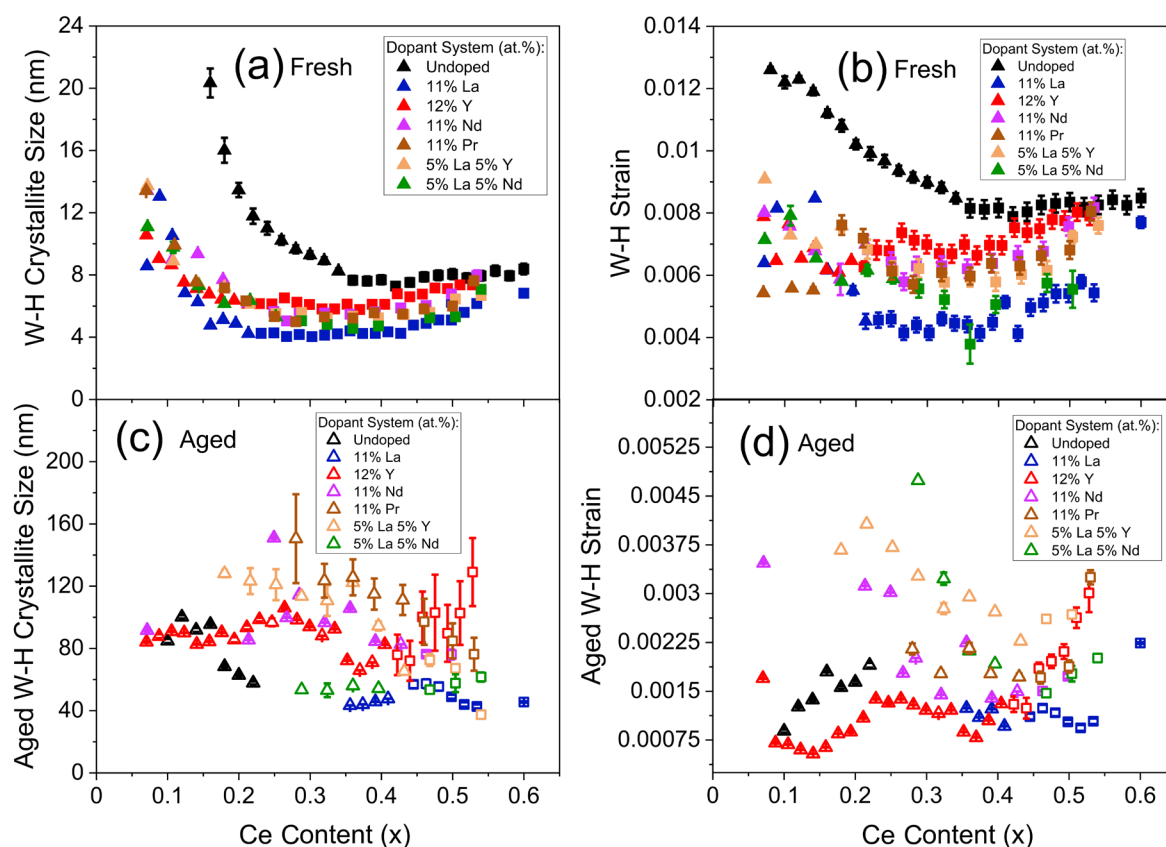 (a) Fresh
Dopant System (at.%):
Undoped
11% La
12% Y
11% Nd
11% Pr
5% La 5% Y
5% La 5% Nd
W-H Crystallite Size (nm)
24
20
16
12
8
4
0
(b) Fresh
Dopant System (at.%):
Undoped
11% La
12% Y
11% Nd
11% Pr
5% La 5% Y
5% La 5% Nd
W-H Strain
0.014
0.012
0.01
0.008
0.006
0.004
0.002
(c) Aged
Dopant System (at.%):
Undoped
11% La
12% Y
11% Nd
11% Pr
5% La 5% Y
5% La 5% Nd
Aged W-H Crystallite Size (nm)
200
160
120
80
40
0
0 0.1 0.2 0.3 0.4 0.5 0.6
Ce Content (x)
(d) Aged
Dopant System (at.%):
Undoped
11% La
12% Y
11% Nd
11% Pr
5% La 5% Y
5% La 5% Nd
Aged W-H Strain
0.00525
0.0045
0.00375
0.003
0.00225
0.0015
0.00075
0 0.1 0.2 0.3 0.4 0.5 0.6
Ce Content (x)